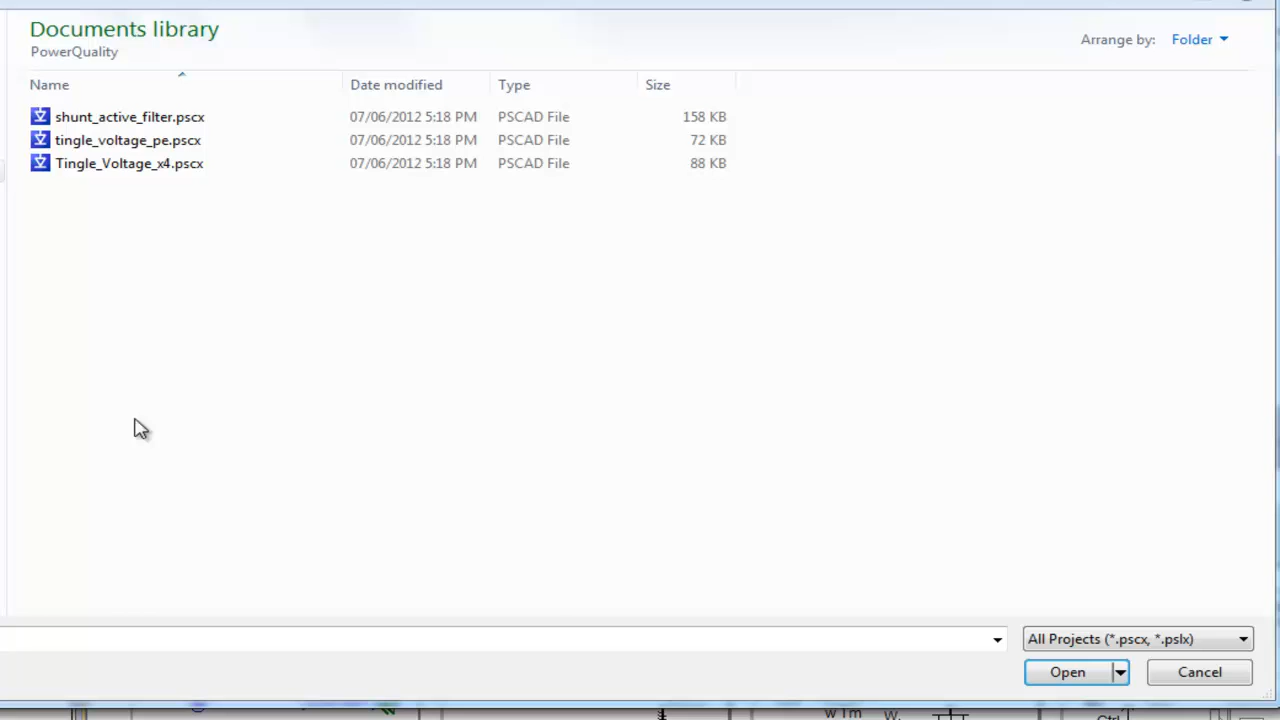 Documents library
PowerQuality
Arrange by: Folder
Name Date modified Type Size
shunt_active_filter.pscx 07/06/2012 5:18 PM PSCAD File 158 KB
tingle_voltage_pe.pscx 07/06/2012 5:18 PM PSCAD File 72 KB
Tingle_Voltage_x4.pscx 07/06/2012 5:18 PM PSCAD File 88 KB
All Projects (*.pscx, *.pslx)
Open Cancel